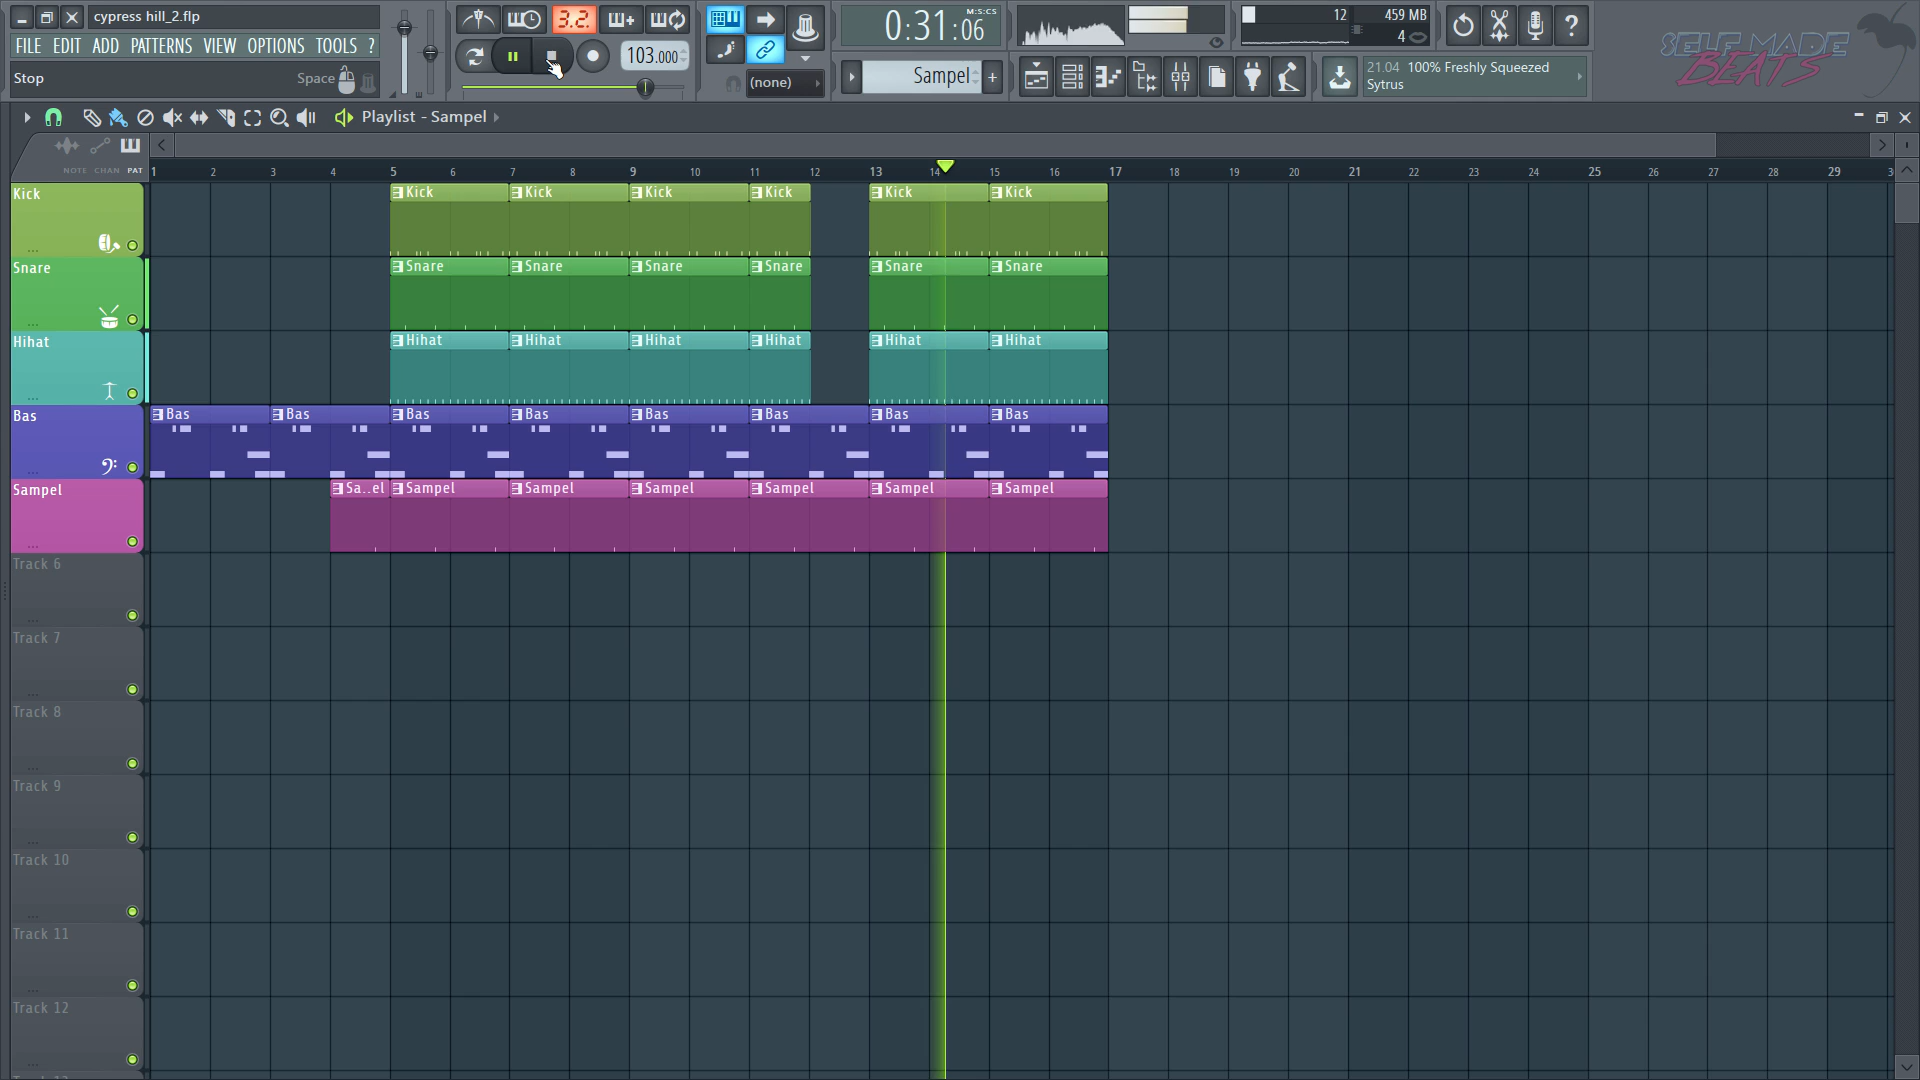 cypress hill_2.flp
FILE EDIT ADD PATTERNS VIEW OPTIONS TOOLS ?
Stop Space
3.2.
103.000
(none)
M:S:CS
0:31:06
Sampel +
12 459 MB
4
?
21.04 100% Freshly Squeezed
Sytrus
SELF MADE
BEATS
Playlist - Sampel
NOTE CHAN PAT
1 2 3 4 5 6 7 8 9 10 11 12 13 14 15 16 17 18 19 20 21 22 23 24 25 26 27 28 29 3
Kick Kick Kick Kick Kick Kick Kick
Snare Snare Snare Snare Snare Snare Snare
Hihat Hihat Hihat Hihat Hihat Hihat Hihat
Bas Bas Bas Bas Bas Bas Bas Bas Bas
Sampel Sa..el Sampel Sampel Sampel Sampel Sampel Sampel
Track 6
Track 7
Track 8
Track 9
Track 10
Track 11
Track 12